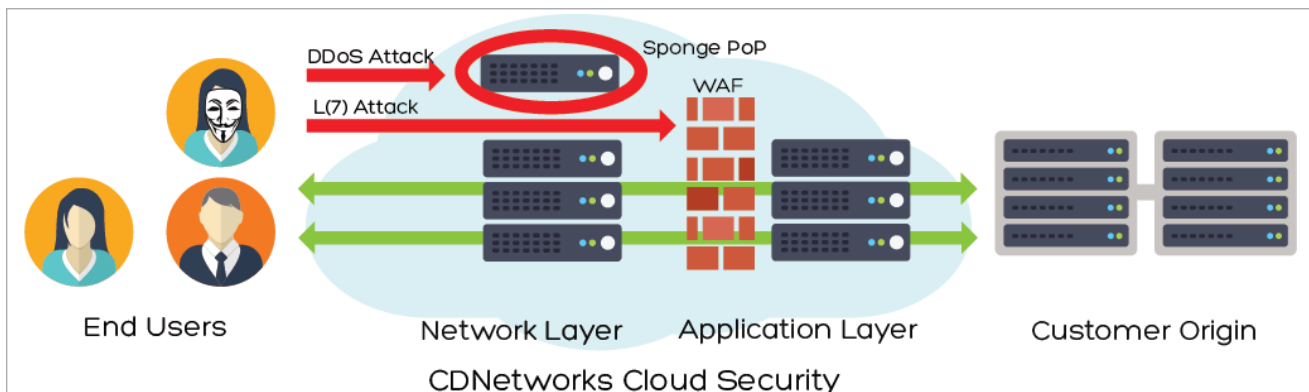 DDoS Attack
Sponge PoP
L(7) Attack
WAF
End Users
Network Layer
Application Layer
Customer Origin
CDNetworks Cloud Security